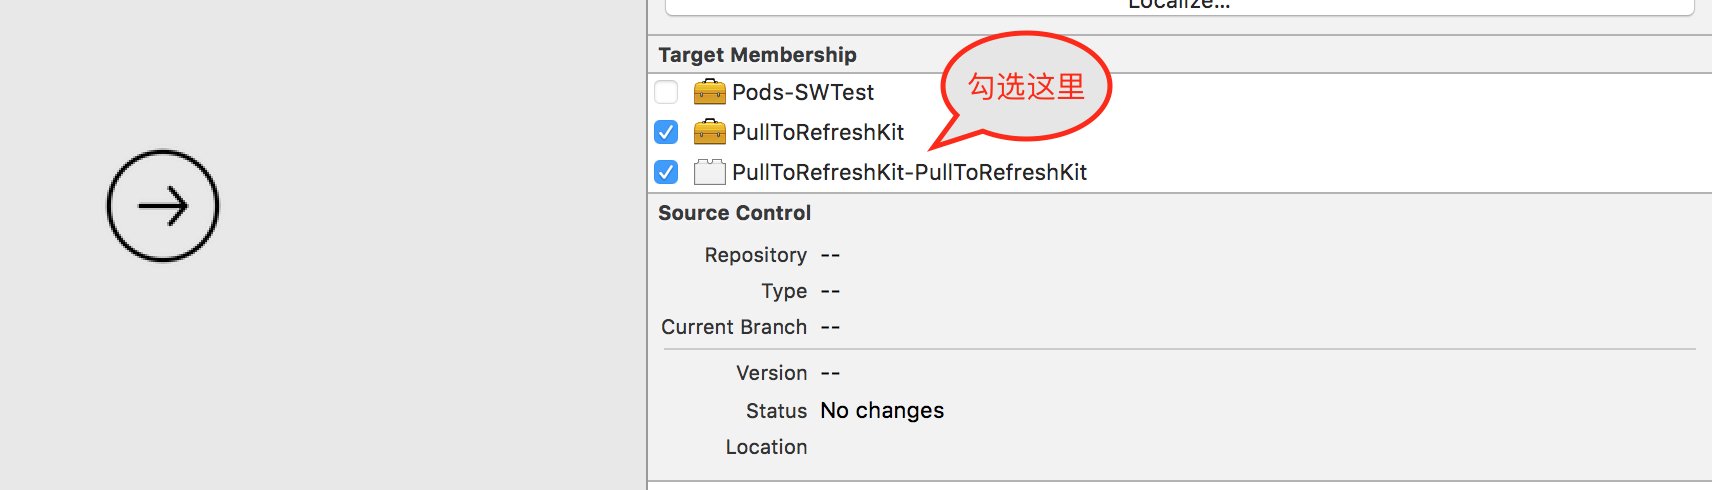 Localize...
Target Membership
Pods-SWTest
勾选这里
PullToRefreshKit
PullToRefreshKit-PullToRefreshKit
Source Control
Repository --
Type --
Current Branch --
Version --
Status No changes
Location